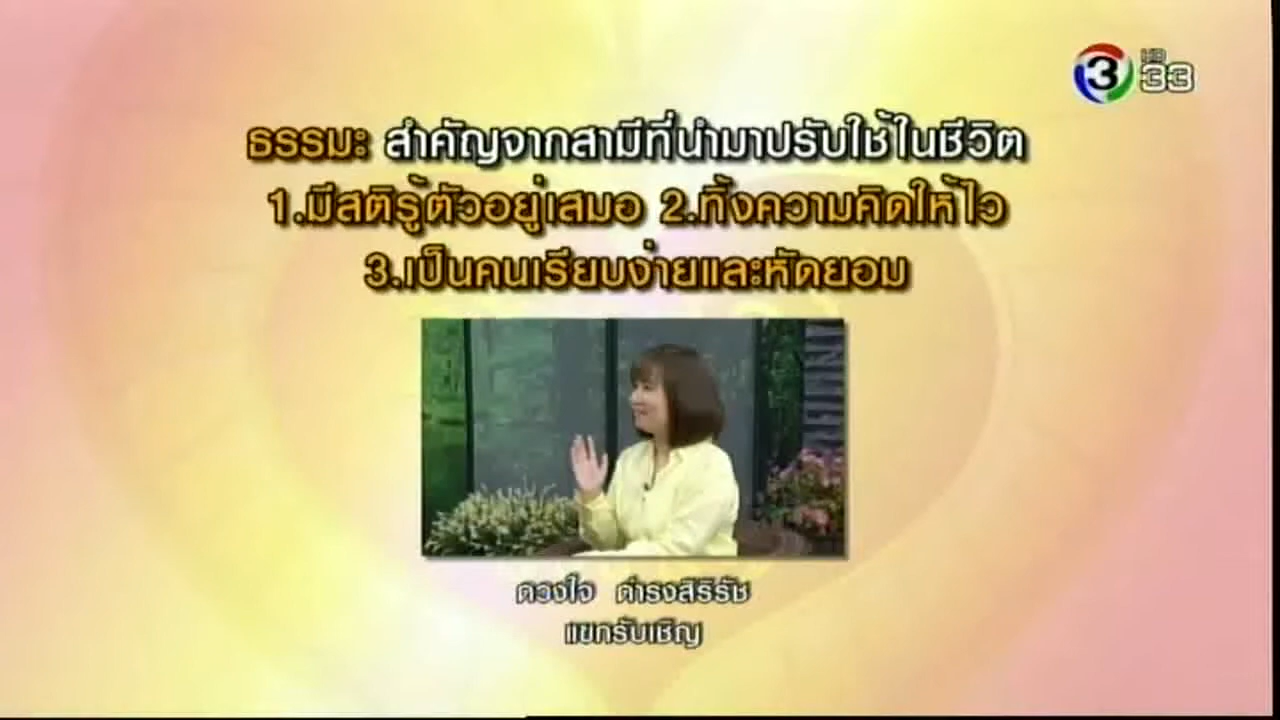 3 HD 33
ธรรมะ สำคัญจากสามีที่นำมาปรับใช้ในชีวิต
1.มีสติรู้ตัวอยู่เสมอ 2.ทิ้งความคิดให้ไว
3.เป็นคนเรียบง่ายและหัดยอม
ดวงใจ ดำรงสิริรัช
แขกรับเชิญ